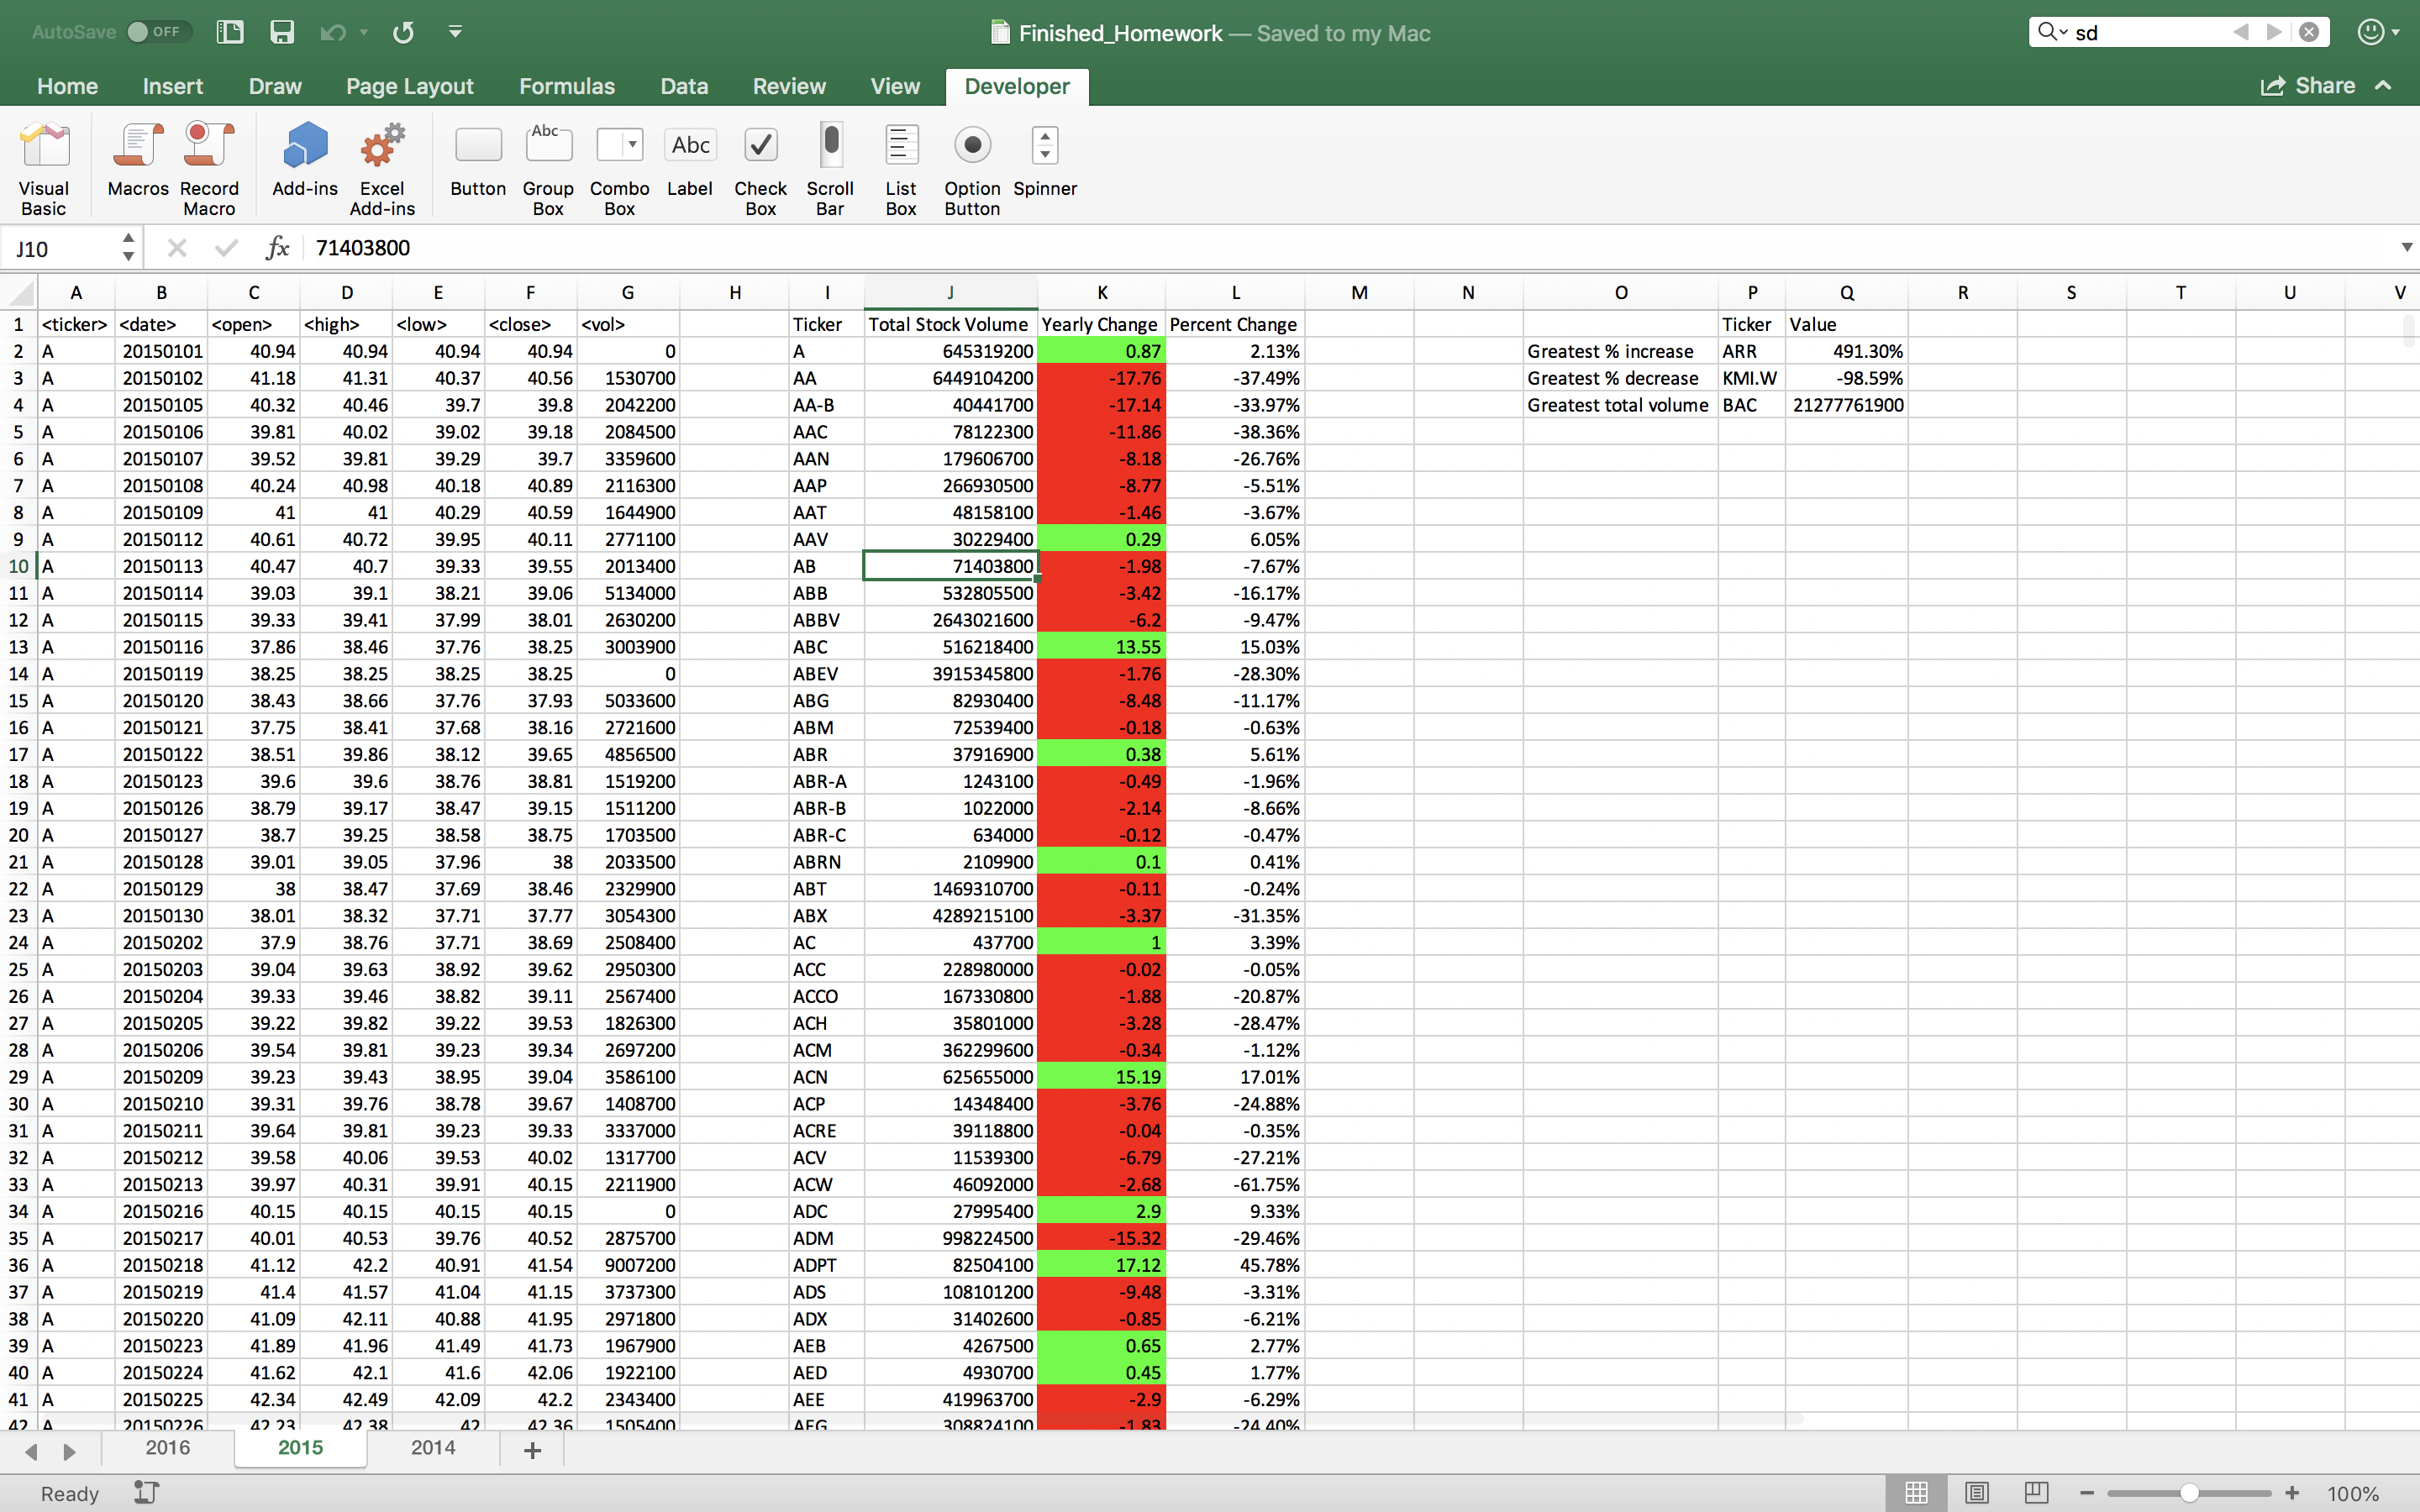 AutoSave OFF Finished_Homework — Saved to my Mac sd
Home Insert Draw Page Layout Formulas Data Review View Developer Share
Visual Basic Macros Record Macro Add-ins Excel Add-ins Button Abc Group Box Combo Box Abc Label Check Box Scroll Bar List Box Option Button Spinner
J10 fx 71403800
A B C D E F G H I J K L M N O P Q R S T U V
1 <ticker> <date> <open> <high> <low> <close> <vol> Ticker Total Stock Volume Yearly Change Percent Change Ticker Value
2 A 20150101 40.94 40.94 40.94 40.94 0 A 645319200 0.87 2.13% Greatest % increase ARR 491.30%
3 A 20150102 41.18 41.31 40.37 40.56 1530700 AA 6449104200 -17.76 -37.49% Greatest % decrease KMI.W -98.59%
4 A 20150105 40.32 40.46 39.7 39.8 2042200 AA-B 40441700 -17.14 -33.97% Greatest total volume BAC 21277761900
5 A 20150106 39.81 40.02 39.02 39.18 2084500 AAC 78122300 -11.86 -38.36%
6 A 20150107 39.52 39.81 39.29 39.7 3359600 AAN 179606700 -8.18 -26.76%
7 A 20150108 40.24 40.98 40.18 40.89 2116300 AAP 266930500 -8.77 -5.51%
8 A 20150109 41 41 40.29 40.59 1644900 AAT 48158100 -1.46 -3.67%
9 A 20150112 40.61 40.72 39.95 40.11 2771100 AAV 30229400 0.29 6.05%
10 A 20150113 40.47 40.7 39.33 39.55 2013400 AB 71403800 -1.98 -7.67%
11 A 20150114 39.03 39.1 38.21 39.06 5134000 ABB 532805500 -3.42 -16.17%
12 A 20150115 39.33 39.41 37.99 38.01 2630200 ABBV 2643021600 -6.2 -9.47%
13 A 20150116 37.86 38.46 37.76 38.25 3003900 ABC 516218400 13.55 15.03%
14 A 20150119 38.25 38.25 38.25 38.25 0 ABEV 3915345800 -1.76 -28.30%
15 A 20150120 38.43 38.66 37.76 37.93 5033600 ABG 82930400 -8.48 -11.17%
16 A 20150121 37.75 38.41 37.68 38.16 2721600 ABM 72539400 -0.18 -0.63%
17 A 20150122 38.51 39.86 38.12 39.65 4856500 ABR 37916900 0.38 5.61%
18 A 20150123 39.6 39.6 38.76 38.81 1519200 ABR-A 1243100 -0.49 -1.96%
19 A 20150126 38.79 39.17 38.47 39.15 1511200 ABR-B 1022000 -2.14 -8.66%
20 A 20150127 38.7 39.25 38.58 38.75 1703500 ABR-C 634000 -0.12 -0.47%
21 A 20150128 39.01 39.05 37.96 38 2033500 ABRN 2109900 0.1 0.41%
22 A 20150129 38 38.47 37.69 38.46 2329900 ABT 1469310700 -0.11 -0.24%
23 A 20150130 38.01 38.32 37.71 37.77 3054300 ABX 4289215100 -3.37 -31.35%
24 A 20150202 37.9 38.76 37.71 38.69 2508400 AC 437700 1 3.39%
25 A 20150203 39.04 39.63 38.92 39.62 2950300 ACC 228980000 -0.02 -0.05%
26 A 20150204 39.33 39.46 38.82 39.11 2567400 ACCO 167330800 -1.88 -20.87%
27 A 20150205 39.22 39.82 39.22 39.53 1826300 ACH 35801000 -3.28 -28.47%
28 A 20150206 39.54 39.81 39.23 39.34 2697200 ACM 362299600 -0.34 -1.12%
29 A 20150209 39.23 39.43 38.95 39.04 3586100 ACN 625655000 15.19 17.01%
30 A 20150210 39.31 39.76 38.78 39.67 1408700 ACP 14348400 -3.76 -24.88%
31 A 20150211 39.64 39.81 39.23 39.33 3337000 ACRE 39118800 -0.04 -0.35%
32 A 20150212 39.58 40.06 39.53 40.02 1317700 ACV 11539300 -6.79 -27.21%
33 A 20150213 39.97 40.31 39.91 40.15 2211900 ACW 46092000 -2.68 -61.75%
34 A 20150216 40.15 40.15 40.15 40.15 0 ADC 27995400 2.9 9.33%
35 A 20150217 40.01 40.53 39.76 40.52 2875700 ADM 998224500 -15.32 -29.46%
36 A 20150218 41.12 42.2 40.91 41.54 9007200 ADPT 82504100 17.12 45.78%
37 A 20150219 41.4 41.57 41.04 41.15 3737300 ADS 108101200 -9.48 -3.31%
38 A 20150220 41.09 42.11 40.88 41.95 2971800 ADX 31402600 -0.85 -6.21%
39 A 20150223 41.89 41.96 41.49 41.73 1967900 AEB 4267500 0.65 2.77%
40 A 20150224 41.62 42.1 41.6 42.06 1922100 AED 4930700 0.45 1.77%
41 A 20150225 42.34 42.49 42.09 42.2 2343400 AEE 419963700 -2.9 -6.29%
42 A 20150226 42.23 42.38 42 42.36 1505400 AEG 308824100 -1.83 -24.40%
2016 2015 2014 +
Ready 100%